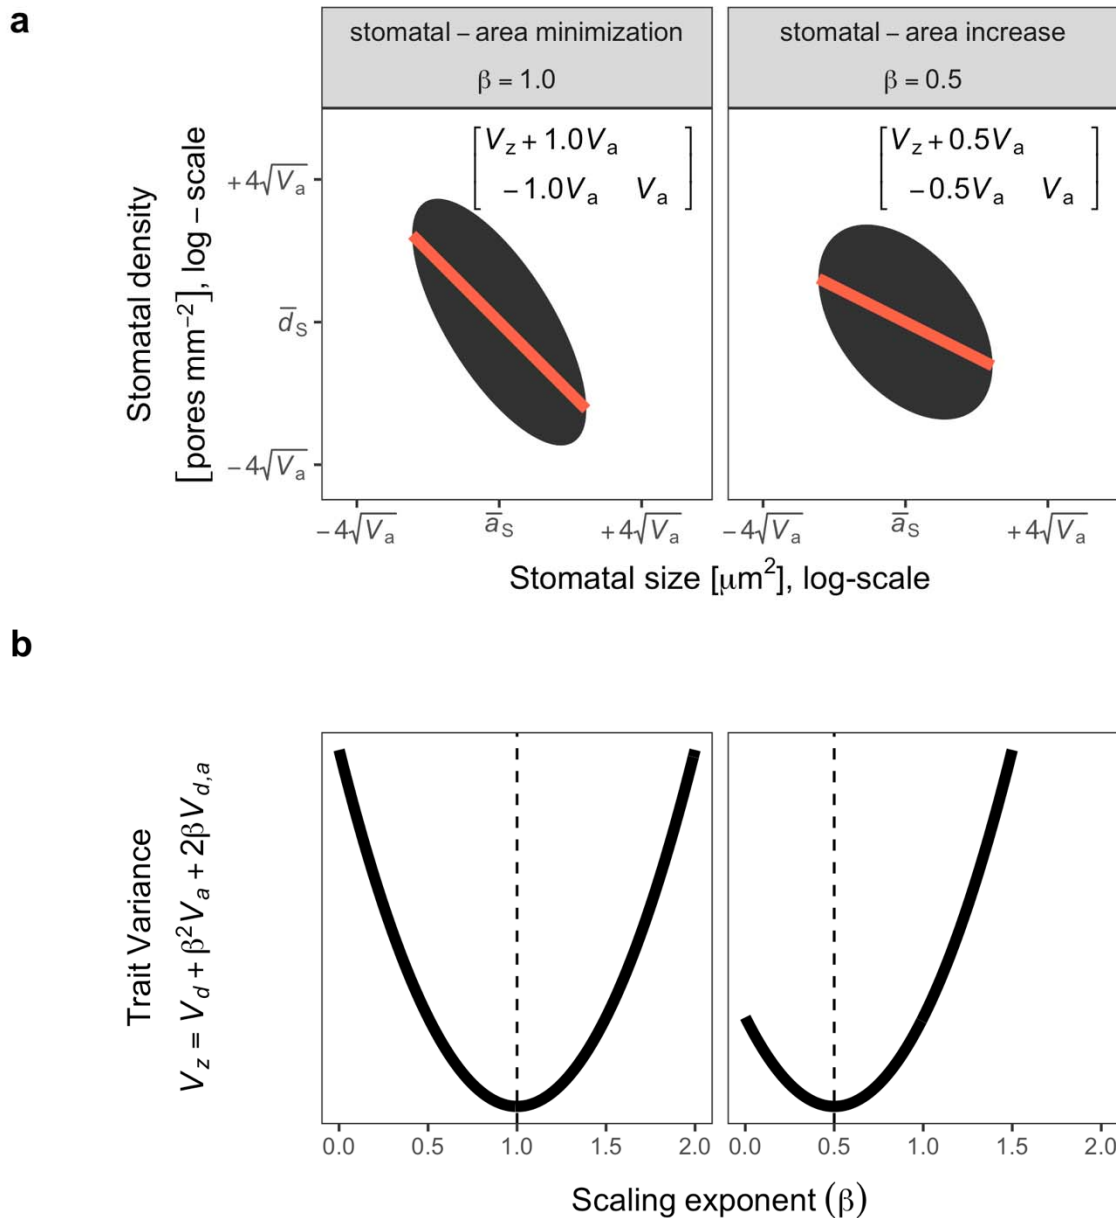 a
stomatal – area minimization
β = 1.0
stomatal – area increase
β = 0.5
V_z + 1.0V_a
− 1.0V_a V_a
V_z + 0.5V_a
− 0.5V_a V_a
Stomatal density
[pores mm⁻²], log – scale
+ 4√V_a
d̅_S
− 4√V_a
− 4√V_a
a̅_S
+ 4√V_a
− 4√V_a
a̅_S
+ 4√V_a
Stomatal size [μm²], log-scale
b
Trait Variance
V_z = V_d + β²V_a + 2βV_d,a
0.0 0.5 1.0 1.5 2.0
0.0 0.5 1.0 1.5 2.0
Scaling exponent (β)